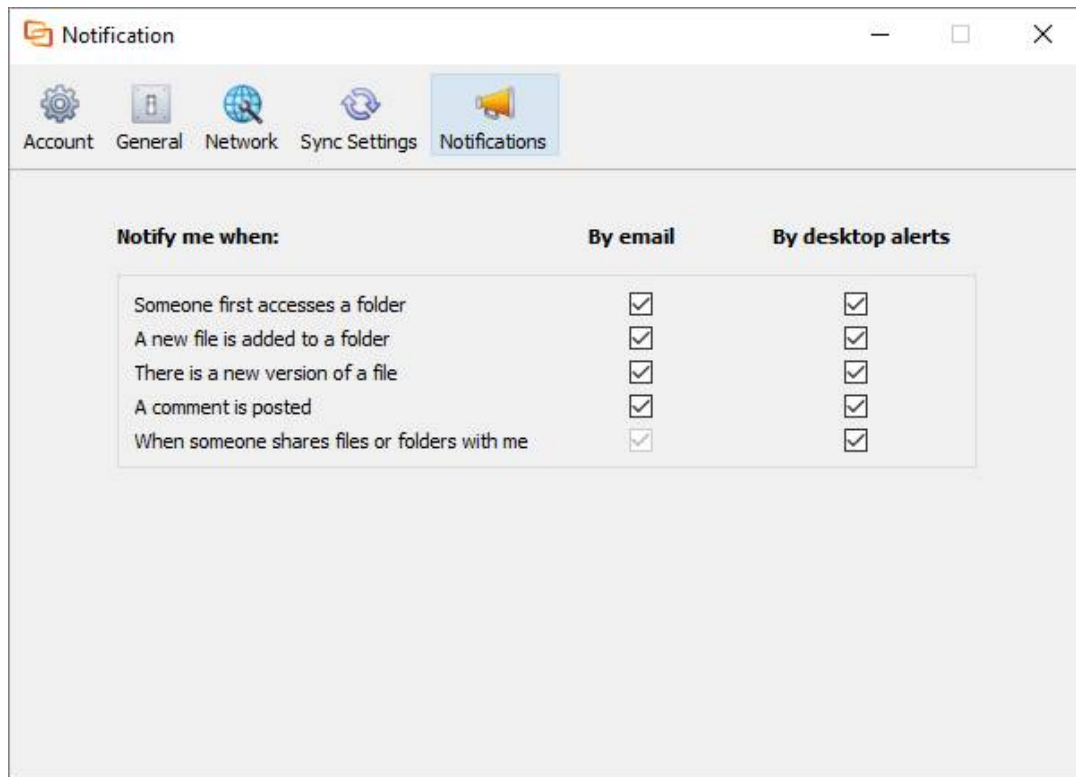 Notification
Account General Network Sync Settings Notifications
Notify me when: By email By desktop alerts
Someone first accesses a folder
A new file is added to a folder
There is a new version of a file
A comment is posted
When someone shares files or folders with me